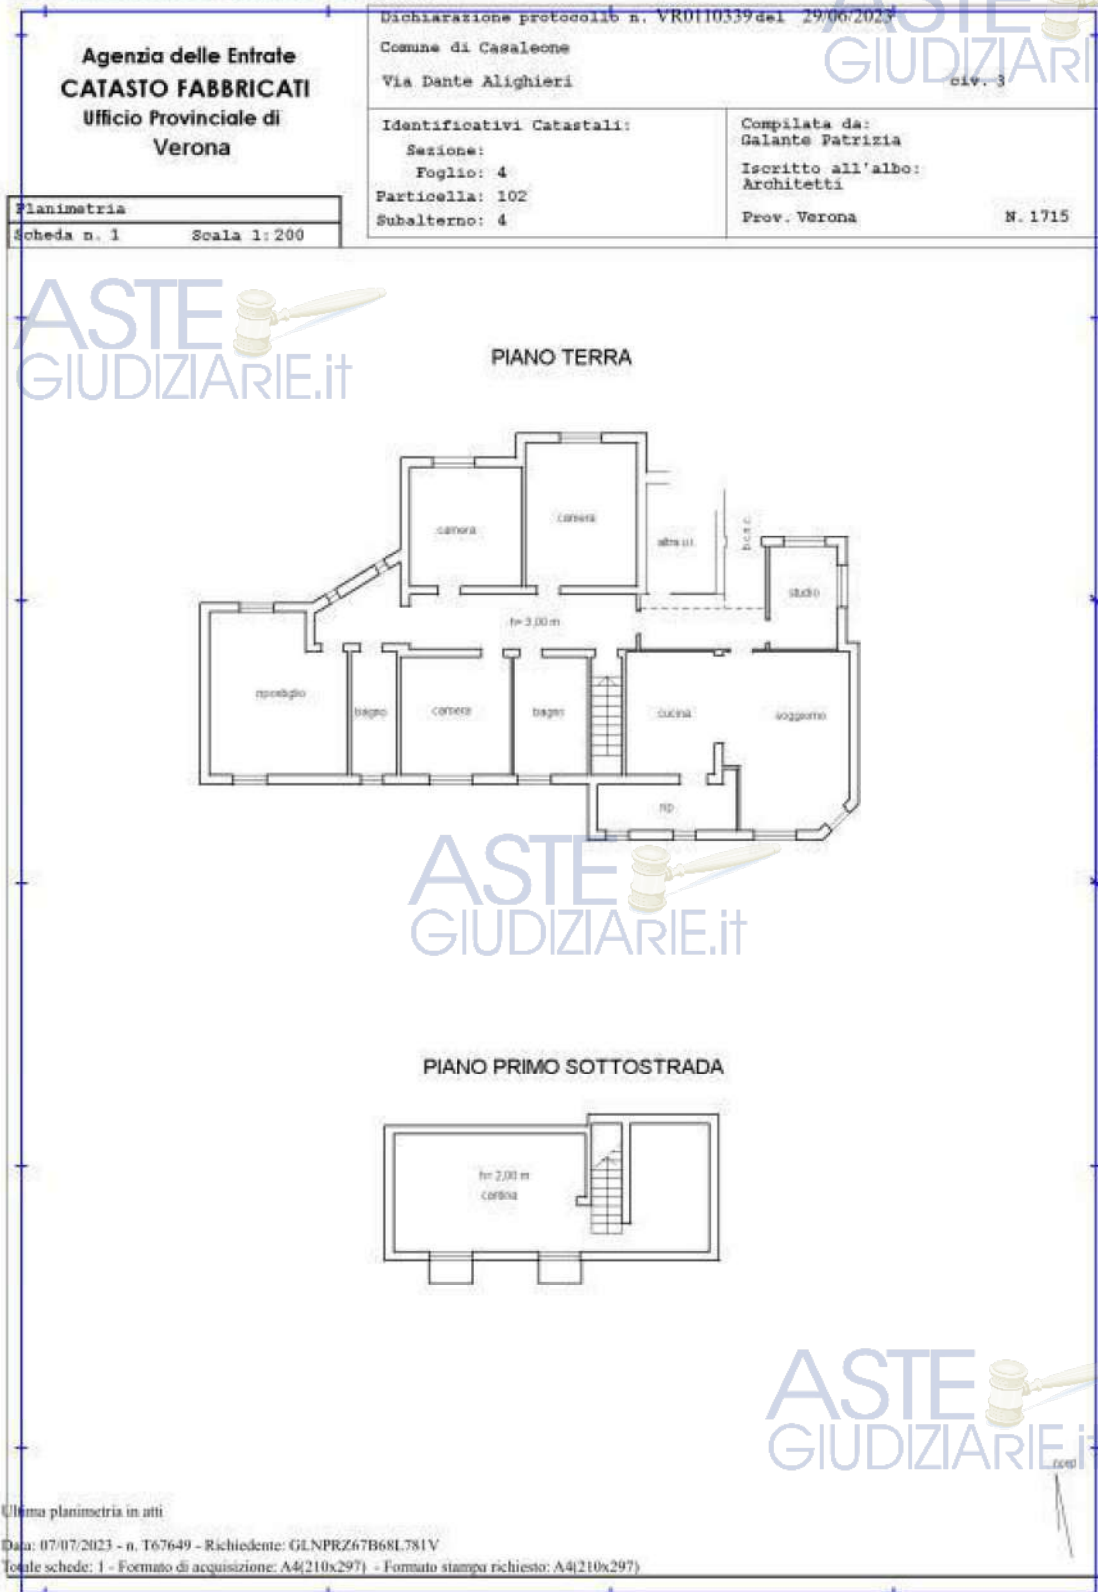 Agenzia delle Entrate
CATASTO FABBRICATI
Ufficio Provinciale di
Verona
Planimetria
Scheda n. 1 Scala 1:200
Dichiarazione protocollo n. VR0110339 del 29/06/2023
Comune di Casaleone
Via Dante Alighieri civ. 3
Identificativi Catastali:
Sezione:
Foglio: 4
Particella: 102
Subalterno: 4
Compilata da:
Galante Patrizia
Iscritto all'albo:
Architetti
Prov. Verona N. 1715
ASTE
GIUDIZIARIE.it
ASTE
GIUDIZIARIE.it
PIANO TERRA
camera
camera
altra u.i.
b.c.n.c.
studio
h= 3,00 m
ripostiglio
bagno
camera
bagno
cucina
soggiorno
rip
ASTE
GIUDIZIARIE.it
PIANO PRIMO SOTTOSTRADA
h= 2,00 m
cantina
ASTE
GIUDIZIARIE.it
nord
Ultima planimetria in atti
Data: 07/07/2023 - n. T67649 - Richiedente: GLNPRZ67B68L781V
Totale schede: 1 - Formato di acquisizione: A4(210x297) - Formato stampa richiesto: A4(210x297)